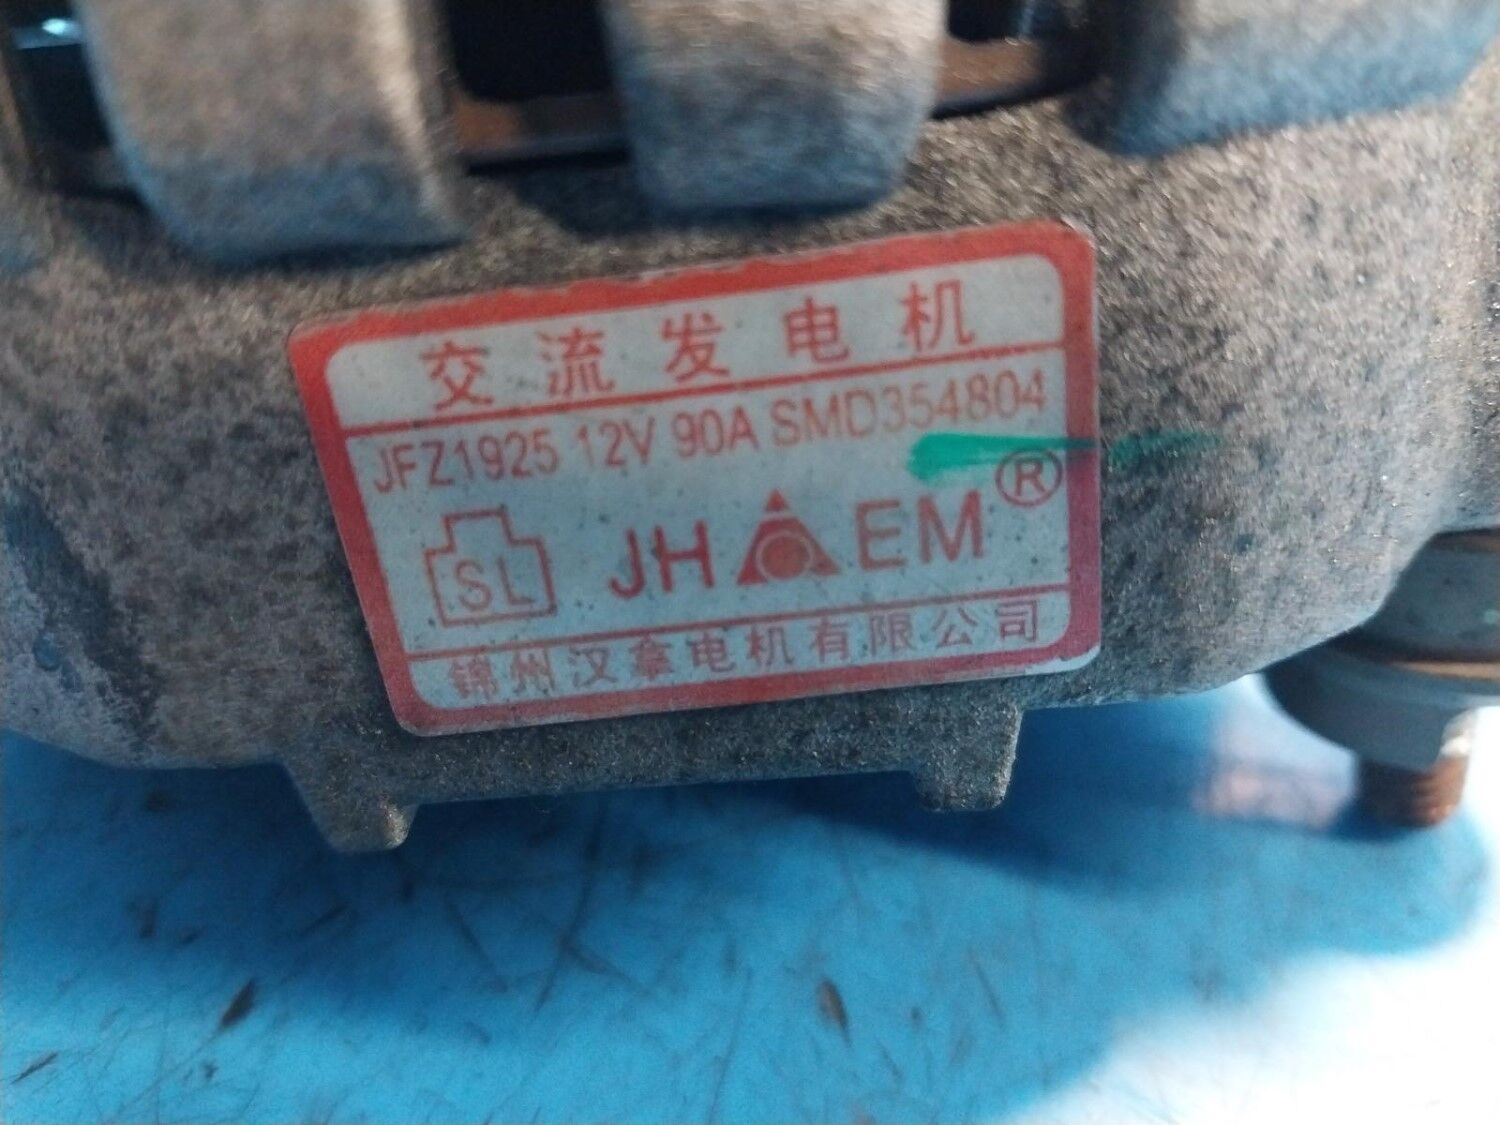 交流发电机
JFZ1925 12V 90A SMD354804
SL JH EM ®
锦州汉拿电机有限公司